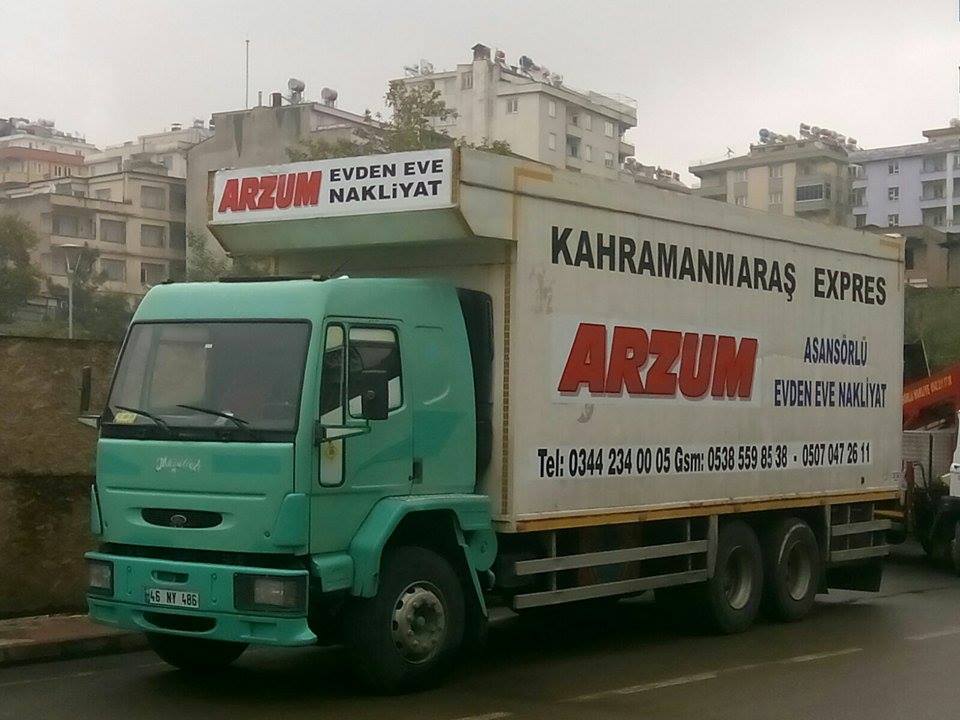 ARZUM EVDEN EVE
NAKLİYAT
KAHRAMANMARAŞ EXPRES
ARZUM
ASANSÖRLÜ
EVDEN EVE NAKLİYAT
Tel: 0344 234 00 05 Gsm: 0538 559 85 38 - 0507 047 26 11
46 NY 486